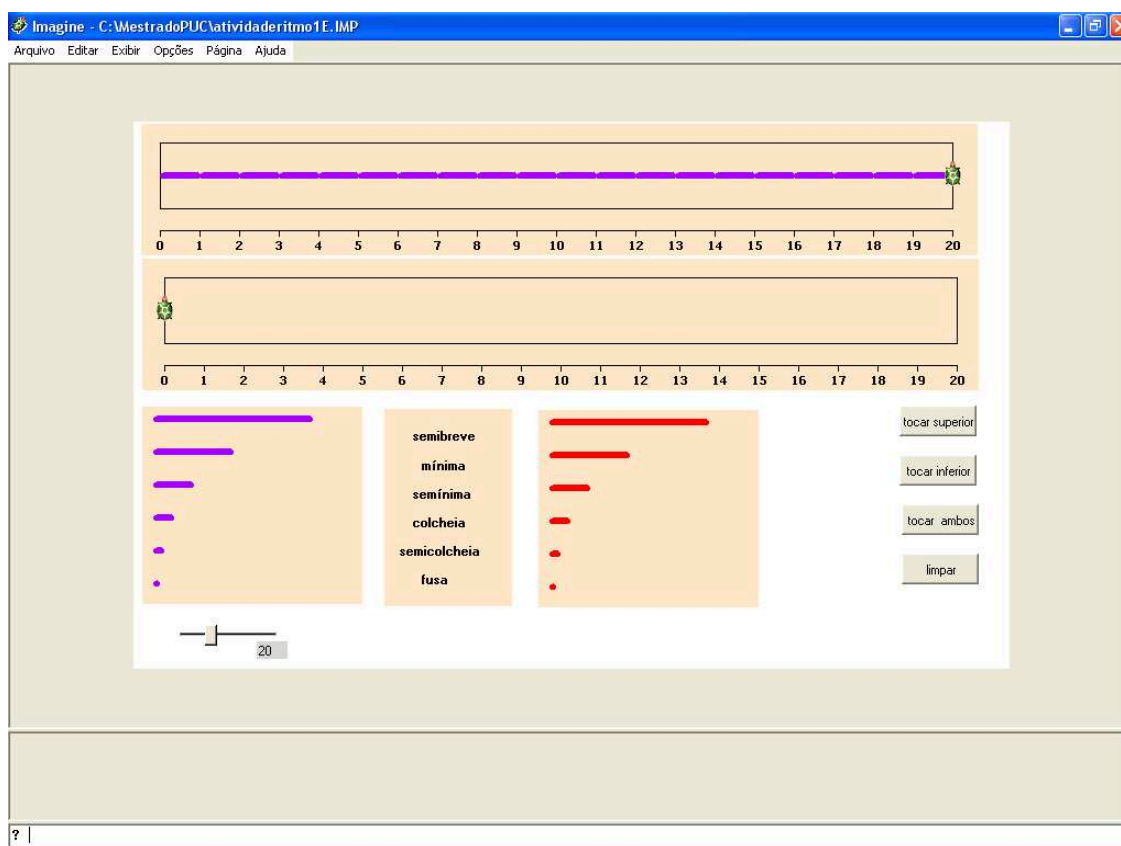 Imagine - C:\MestradoPUC\atividaderitmo1E.IMP
Arquivo Editar Exibir Opções Página Ajuda
0 1 2 3 4 5 6 7 8 9 10 11 12 13 14 15 16 17 18 19 20
0 1 2 3 4 5 6 7 8 9 10 11 12 13 14 15 16 17 18 19 20
semibreve
mínima
semínima
colcheia
semicolcheia
fusa
tocar superior
tocar inferior
tocar ambos
limpar
20
?